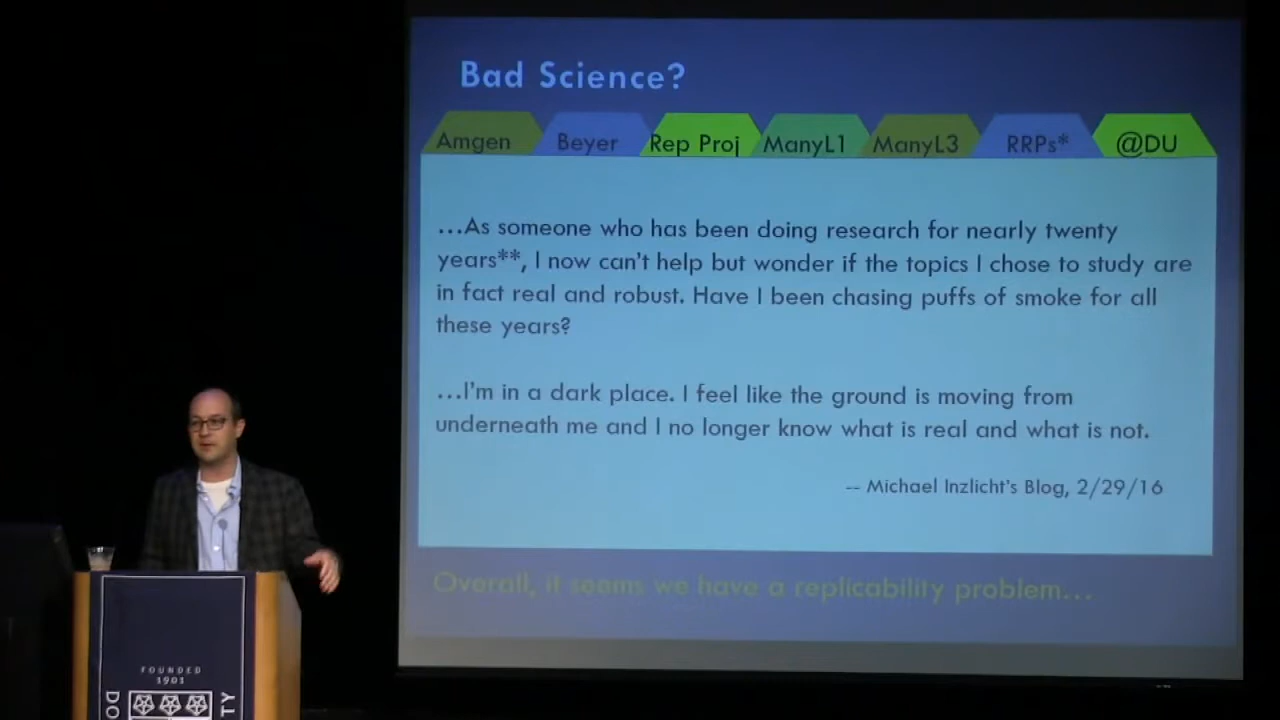 Bad Science?
Amgen Beyer Rep Proj ManyL1 ManyL3 RRPs* @DU
…As someone who has been doing research for nearly twenty
years**, I now can't help but wonder if the topics I chose to study are
in fact real and robust. Have I been chasing puffs of smoke for all
these years?
…I'm in a dark place. I feel like the ground is moving from
underneath me and I no longer know what is real and what is not.
-- Michael Inzlicht's Blog, 2/29/16
Overall, it seems we have a replicability problem…
FOUNDED
1901
DO
TY